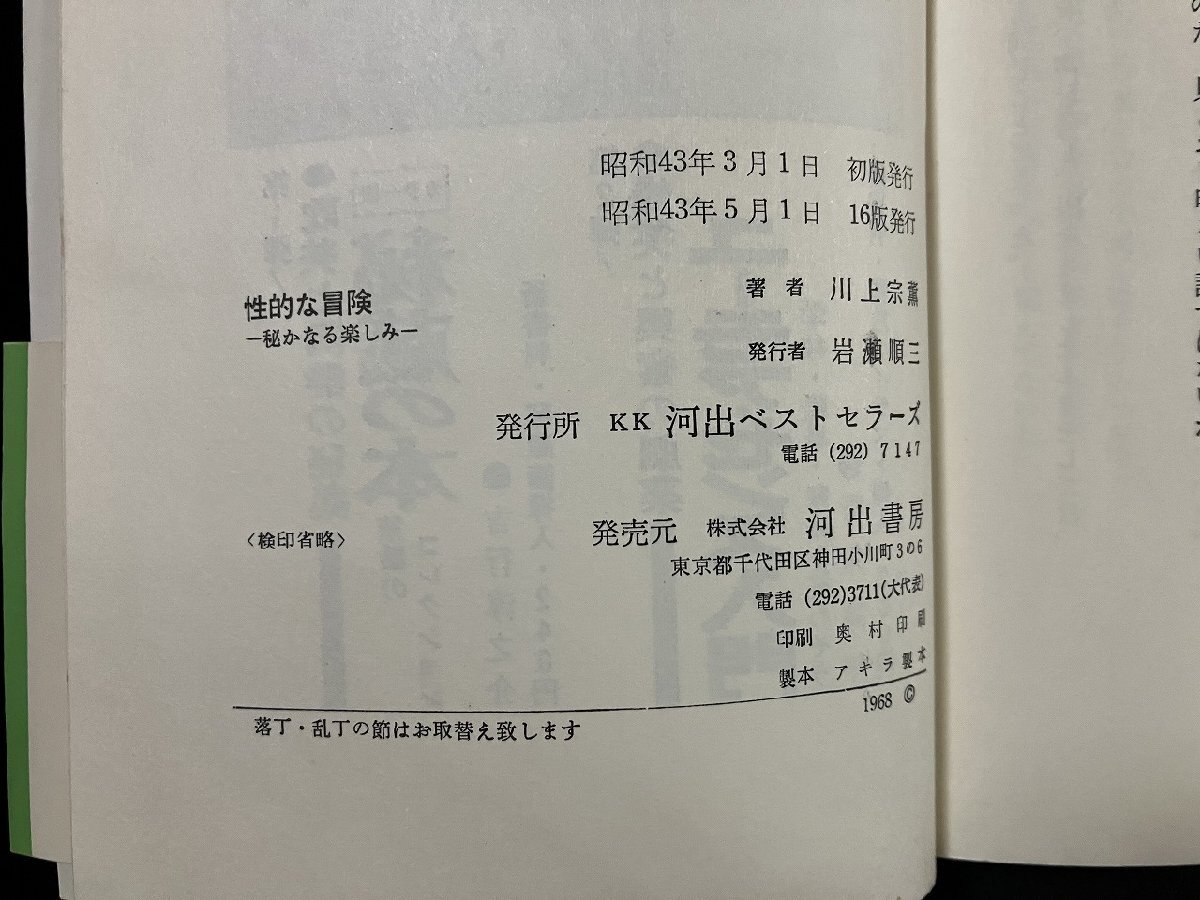 昭和43年3月1日 初版発行
昭和43年5月1日 16版発行
性的な冒険
―秘かなる楽しみ―
著者 川上宗薫
発行者 岩瀬順三
発行所 KK 河出ベストセラーズ
電話 (292) 7147
〈検印省略〉
発売元 株式会社 河出書房
東京都千代田区神田小川町3の6
電話 (292)3711(大代表)
印刷 奥村印刷
製本 アキラ製本
1968 ©
落丁・乱丁の節はお取替え致します